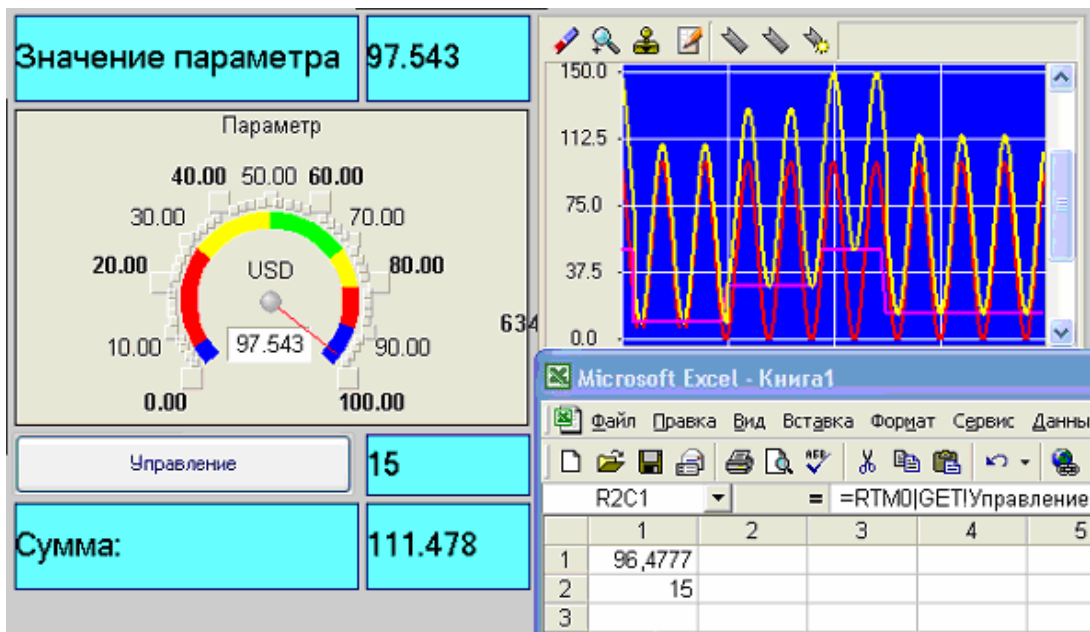 Значение параметра 97.543
Параметр
40.00 50.00 60.00
30.00 70.00
20.00 USD 80.00
10.00 97.543 90.00
0.00 100.00
634
Управление 15
Сумма: 111.478
150.0
112.5
75.0
37.5
0.0
Microsoft Excel - Книга1
Файл Правка Вид Вставка Формат Сервис Данны
R2C1 = =RTM0|GET!Управление
1 2 3 4 5
1 96,4777
2 15
3